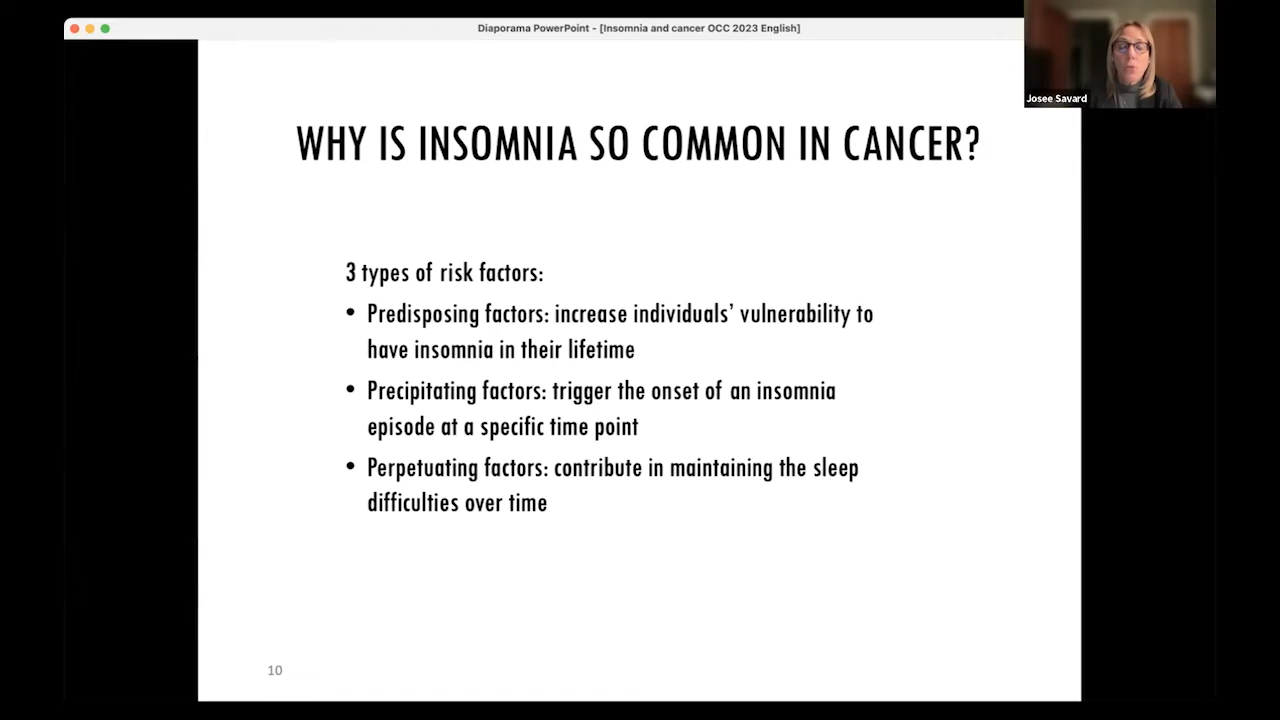 Diaporama PowerPoint - [Insomnia and cancer OCC 2023 English]
Josee Savard
WHY IS INSOMNIA SO COMMON IN CANCER?
3 types of risk factors:
• Predisposing factors: increase individuals’ vulnerability to
have insomnia in their lifetime
• Precipitating factors: trigger the onset of an insomnia
episode at a specific time point
• Perpetuating factors: contribute in maintaining the sleep
difficulties over time
10